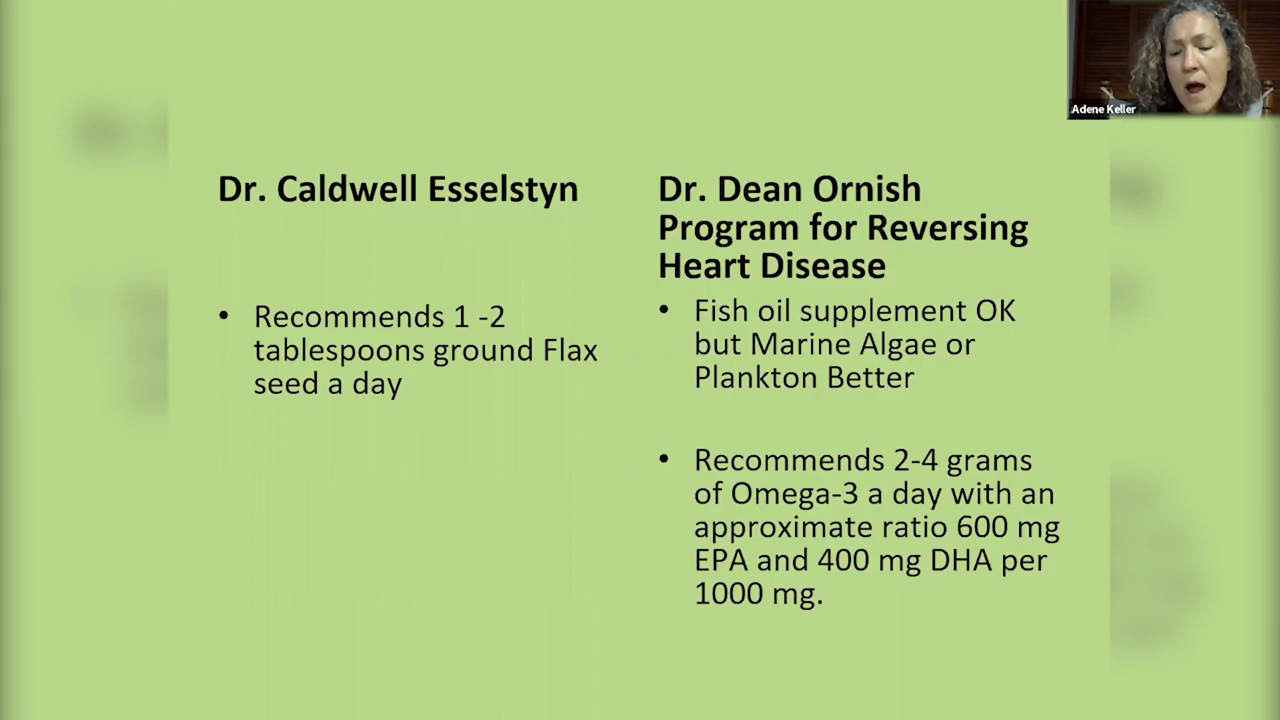 Adene Keller
Dr. Caldwell Esselstyn
• Recommends 1 -2
tablespoons ground Flax
seed a day
Dr. Dean Ornish
Program for Reversing
Heart Disease
• Fish oil supplement OK
but Marine Algae or
Plankton Better
• Recommends 2-4 grams
of Omega-3 a day with an
approximate ratio 600 mg
EPA and 400 mg DHA per
1000 mg.